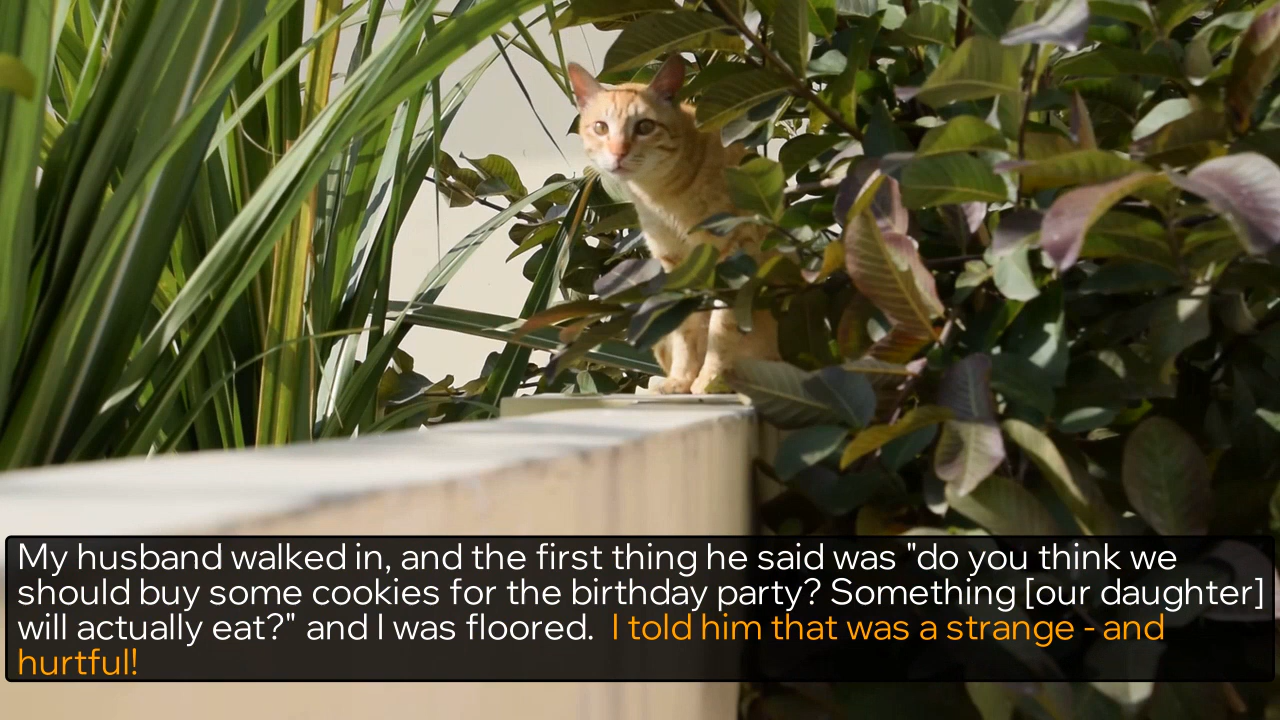 My husband walked in, and the first thing he said was "do you think we
should buy some cookies for the birthday party? Something [our daughter]
will actually eat?" and I was floored.  I told him that was a strange - and
hurtful!